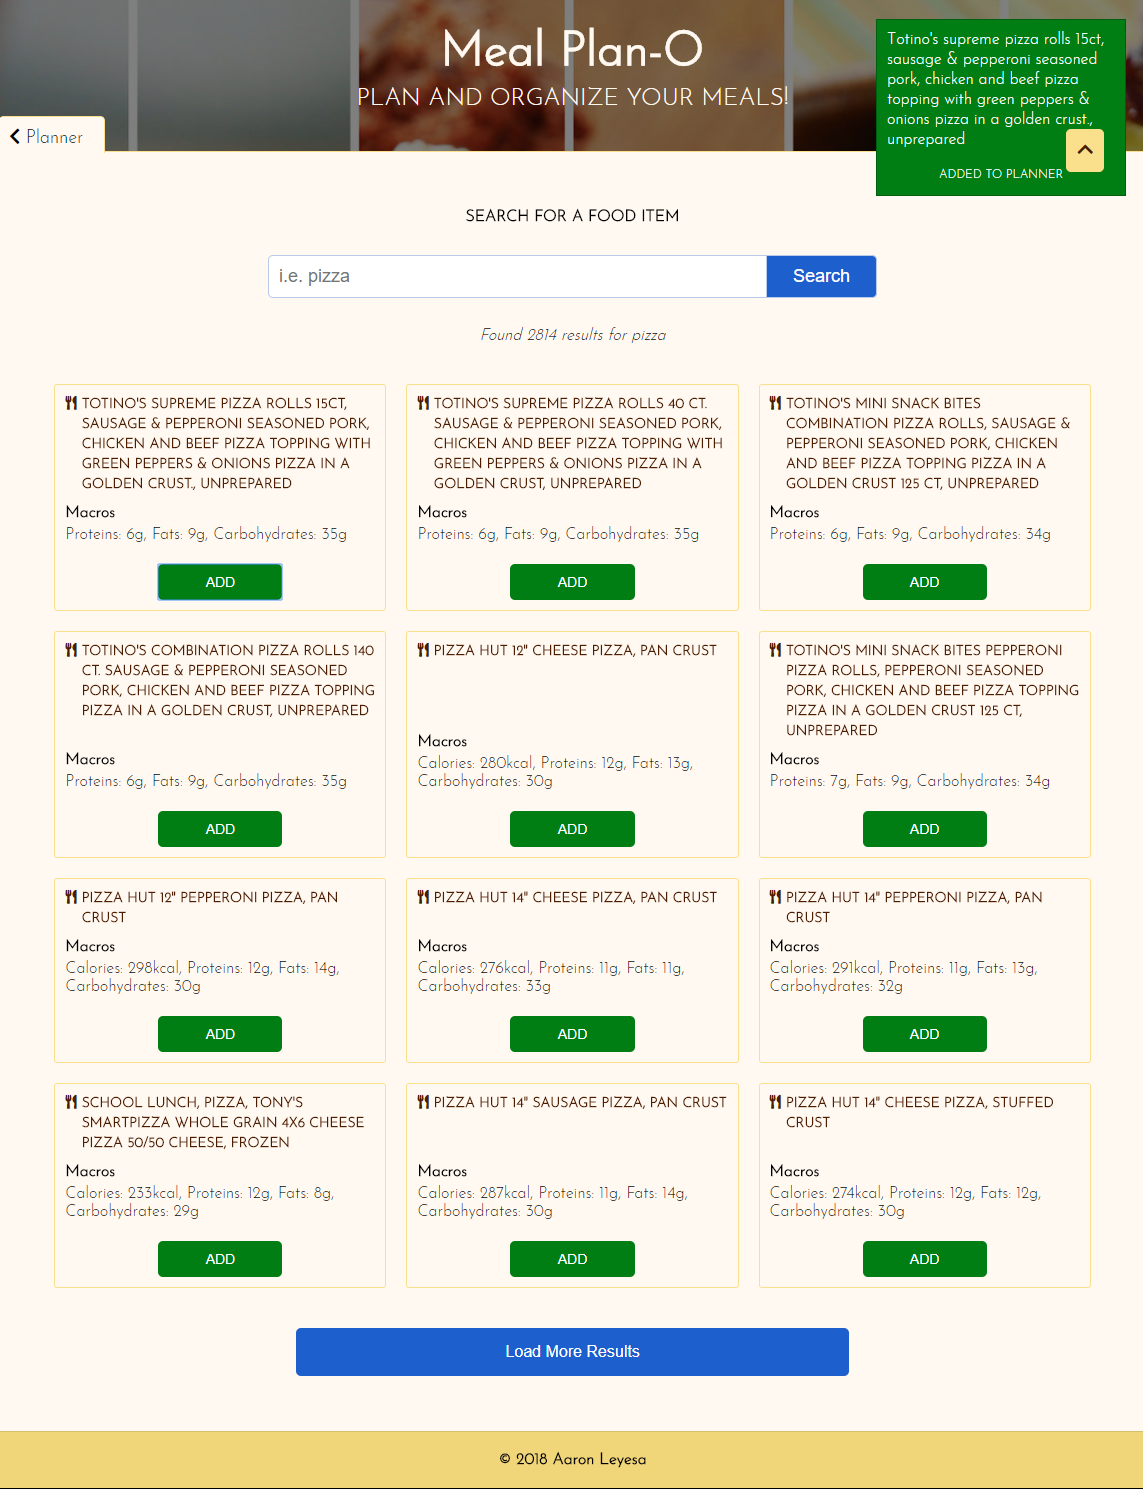 Meal Plan-O
PLAN AND ORGANIZE YOUR MEALS!
Planner
Totino's supreme pizza rolls 15ct,
sausage & pepperoni seasoned
pork, chicken and beef pizza
topping with green peppers &
onions pizza in a golden crust.,
unprepared
ADDED TO PLANNER
SEARCH FOR A FOOD ITEM
i.e. pizza
Search
Found 2814 results for pizza
TOTINO'S SUPREME PIZZA ROLLS 15CT,
SAUSAGE & PEPPERONI SEASONED PORK,
CHICKEN AND BEEF PIZZA TOPPING WITH
GREEN PEPPERS & ONIONS PIZZA IN A
GOLDEN CRUST., UNPREPARED
Macros
Proteins: 6g, Fats: 9g, Carbohydrates: 35g
ADD
TOTINO'S SUPREME PIZZA ROLLS 40 CT.
SAUSAGE & PEPPERONI SEASONED PORK,
CHICKEN AND BEEF PIZZA TOPPING WITH
GREEN PEPPERS & ONIONS PIZZA IN A
GOLDEN CRUST, UNPREPARED
Macros
Proteins: 6g, Fats: 9g, Carbohydrates: 35g
ADD
TOTINO'S MINI SNACK BITES
COMBINATION PIZZA ROLLS, SAUSAGE &
PEPPERONI SEASONED PORK, CHICKEN
AND BEEF PIZZA TOPPING PIZZA IN A
GOLDEN CRUST 125 CT, UNPREPARED
Macros
Proteins: 6g, Fats: 9g, Carbohydrates: 34g
ADD
TOTINO'S COMBINATION PIZZA ROLLS 140
CT. SAUSAGE & PEPPERONI SEASONED
PORK, CHICKEN AND BEEF PIZZA TOPPING
PIZZA IN A GOLDEN CRUST, UNPREPARED
Macros
Proteins: 6g, Fats: 9g, Carbohydrates: 35g
ADD
PIZZA HUT 12" CHEESE PIZZA, PAN CRUST
Macros
Calories: 280kcal, Proteins: 12g, Fats: 13g,
Carbohydrates: 30g
ADD
TOTINO'S MINI SNACK BITES PEPPERONI
PIZZA ROLLS, PEPPERONI SEASONED
PORK, CHICKEN AND BEEF PIZZA TOPPING
PIZZA IN A GOLDEN CRUST 125 CT,
UNPREPARED
Macros
Proteins: 7g, Fats: 9g, Carbohydrates: 34g
ADD
PIZZA HUT 12" PEPPERONI PIZZA, PAN
CRUST
Macros
Calories: 298kcal, Proteins: 12g, Fats: 14g,
Carbohydrates: 30g
ADD
PIZZA HUT 14" CHEESE PIZZA, PAN CRUST
Macros
Calories: 276kcal, Proteins: 11g, Fats: 11g,
Carbohydrates: 33g
ADD
PIZZA HUT 14" PEPPERONI PIZZA, PAN
CRUST
Macros
Calories: 291kcal, Proteins: 11g, Fats: 13g,
Carbohydrates: 32g
ADD
SCHOOL LUNCH, PIZZA, TONY'S
SMARTPIZZA WHOLE GRAIN 4X6 CHEESE
PIZZA 50/50 CHEESE, FROZEN
Macros
Calories: 233kcal, Proteins: 12g, Fats: 8g,
Carbohydrates: 29g
ADD
PIZZA HUT 14" SAUSAGE PIZZA, PAN CRUST
Macros
Calories: 287kcal, Proteins: 11g, Fats: 14g,
Carbohydrates: 30g
ADD
PIZZA HUT 14" CHEESE PIZZA, STUFFED
CRUST
Macros
Calories: 274kcal, Proteins: 12g, Fats: 12g,
Carbohydrates: 30g
ADD
Load More Results
© 2018 Aaron Leyesa